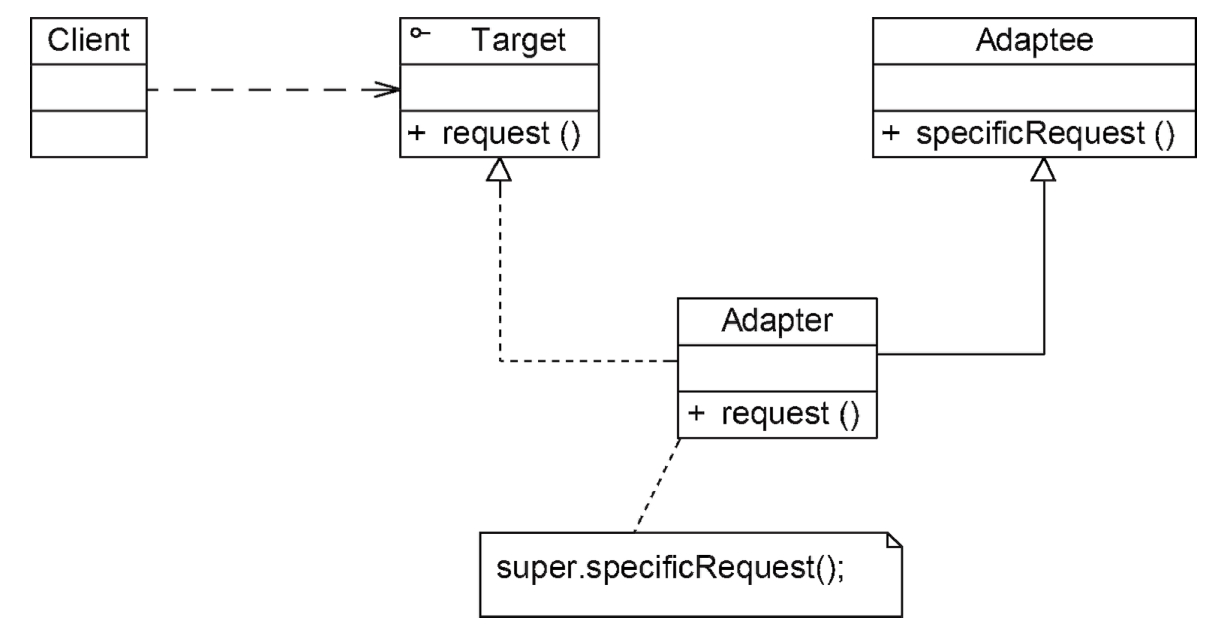 Client
Target
+ request ()
Adaptee
+ specificRequest ()
Adapter
+ request ()
super.specificRequest();